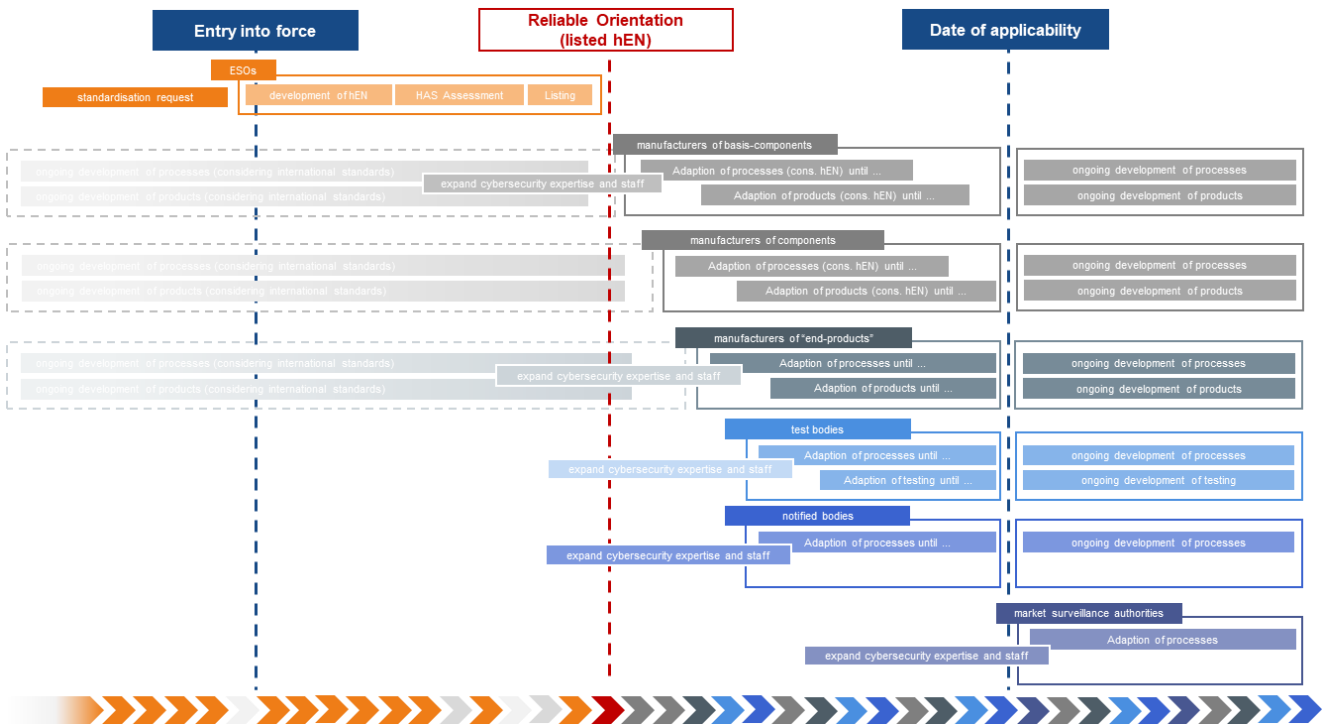 Entry into force
Reliable Orientation
(listed hEN)
Date of applicability
ESOs
standardisation request
development of hEN
HAS Assessment
Listing
manufacturers of basis-components
ongoing development of processes (considering international standards)
expand cybersecurity expertise and staff
ongoing development of products (considering international standards)
Adaption of processes (cons. hEN) until ...
Adaption of products (cons. hEN) until ...
ongoing development of processes
ongoing development of products
manufacturers of components
ongoing development of processes (considering international standards)
ongoing development of products (considering international standards)
Adaption of processes (cons. hEN) until ...
Adaption of products (cons. hEN) until ...
ongoing development of processes
ongoing development of products
manufacturers of “end-products”
ongoing development of processes (considering international standards)
expand cybersecurity expertise and staff
ongoing development of products (considering international standards)
Adaption of processes until ...
Adaption of products until ...
ongoing development of processes
ongoing development of products
test bodies
expand cybersecurity expertise and staff
Adaption of processes until ...
Adaption of testing until ...
ongoing development of processes
ongoing development of testing
notified bodies
expand cybersecurity expertise and staff
Adaption of processes until ...
ongoing development of processes
market surveillance authorities
expand cybersecurity expertise and staff
Adaption of processes